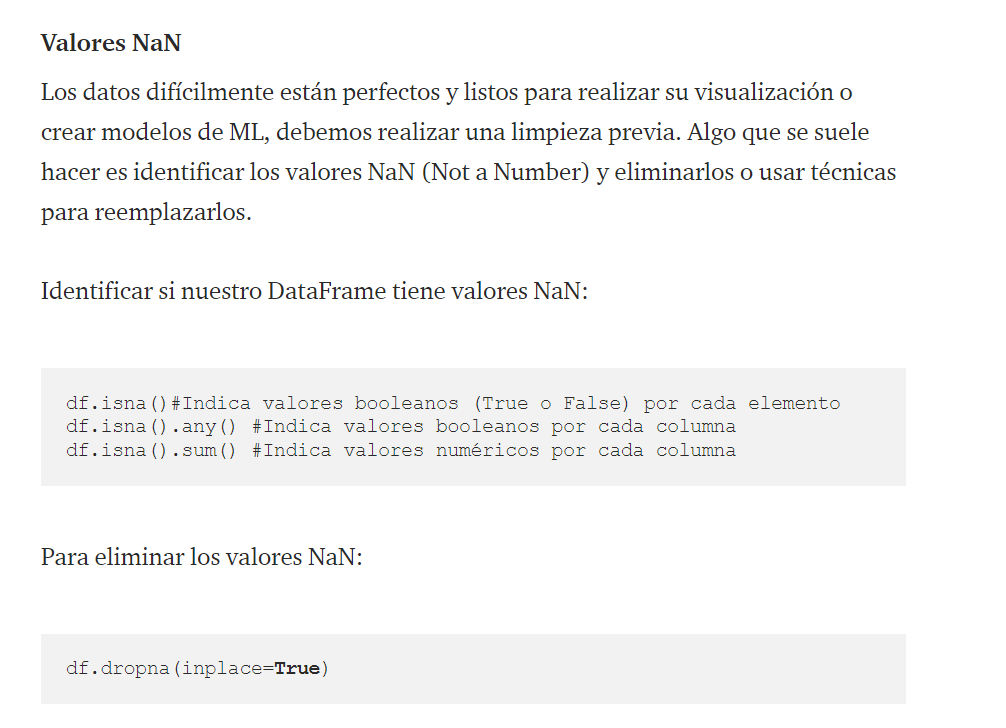 Valores NaN
Los datos difícilmente están perfectos y listos para realizar su visualización o
crear modelos de ML, debemos realizar una limpieza previa. Algo que se suele
hacer es identificar los valores NaN (Not a Number) y eliminarlos o usar técnicas
para reemplazarlos.
Identificar si nuestro DataFrame tiene valores NaN:
df.isna()#Indica valores booleanos (True o False) por cada elemento
df.isna().any() #Indica valores booleanos por cada columna
df.isna().sum() #Indica valores numéricos por cada columna
Para eliminar los valores NaN:
df.dropna(inplace=True)